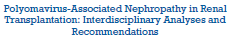 Polyomavirus-Associated Nephropathy in Renal
Transplantation: Interdisciplinary Analyses and
Recommendations